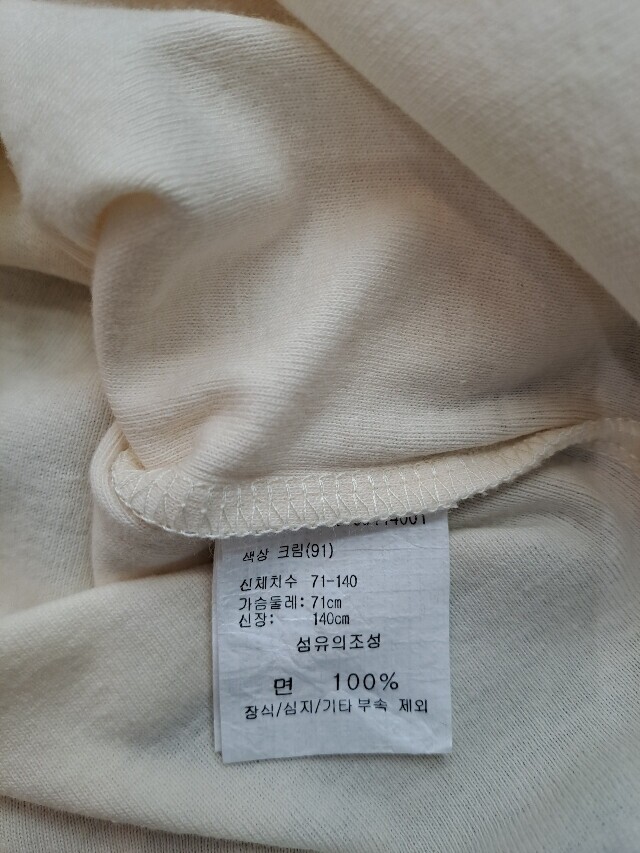 색상 크림(91)
신체치수 71-140
가슴둘레: 71cm
신장: 140cm
섬유의조성
면 100%
장식/심지/기타 부속 제외